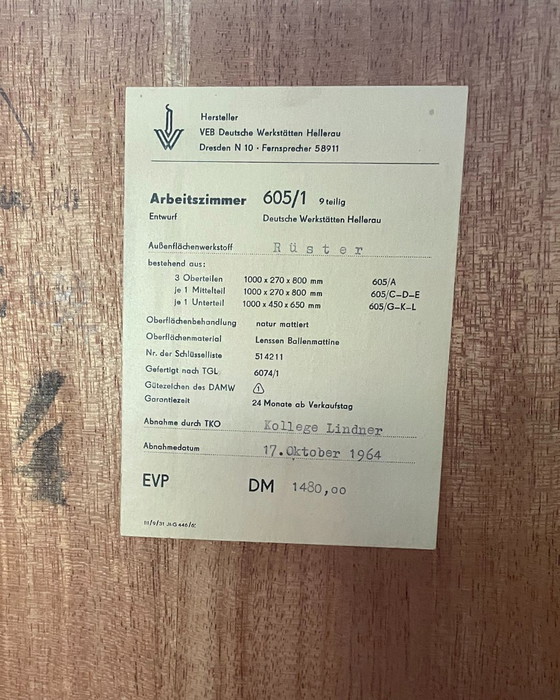 Hersteller
VEB Deutsche Werkstätten Hellerau
Dresden N 10 · Fernsprecher 58911
Arbeitszimmer 605/1 9 teilig
Entwurf Deutsche Werkstätten Hellerau
Außenflächenwerkstoff Rüster
bestehend aus:
3 Oberteilen 1000 x 270 x 800 mm 605/A
je 1 Mittelteil 1000 x 270 x 800 mm 605/C–D–E
je 1 Unterteil 1000 x 450 x 650 mm 605/G–K–L
Oberflächenbehandlung natur mattiert
Oberflächenmaterial Lenssen Ballenmattine
Nr. der Schlüsselliste 514211
Gefertigt nach TGL 6074/1
Gütezeichen des DAMW 1
Garantiezeit 24 Monate ab Verkaufstag
Abnahme durch TKO Kollege Lindner
Abnahmedatum 17.Oktober 1964
EVP DM 1480,00